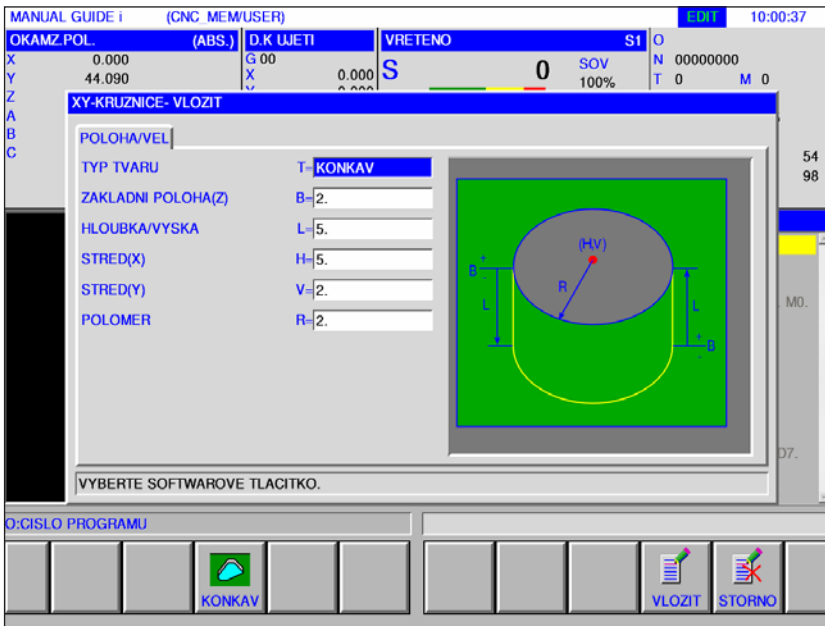 MANUAL GUIDE i (CNC_MEM/USER) EDIT 10:00:37
OKAMZ.POL. (ABS.) D.K UJETI VRETENO S1 O
X 0.000 G 00 S 0 SOV N 00000000
Y 44.090 X 0.000 100% T 0 M 0
Z
A
B
C
54
98
XY-KRUZNICE- VLOZIT
POLOHA/VEL
TYP TVARU T=KONKAV
ZAKLADNI POLOHA(Z) B=2.
HLOUBKA/VYSKA L=5.
STRED(X) H=5.
STRED(Y) V=2.
POLOMER R=2.
(H,V)
+
B
-
R
L
L
+
B
-
M0.
D7.
VYBERTE SOFTWAROVE TLACITKO.
O:CISLO PROGRAMU
KONKAV VLOZIT STORNO